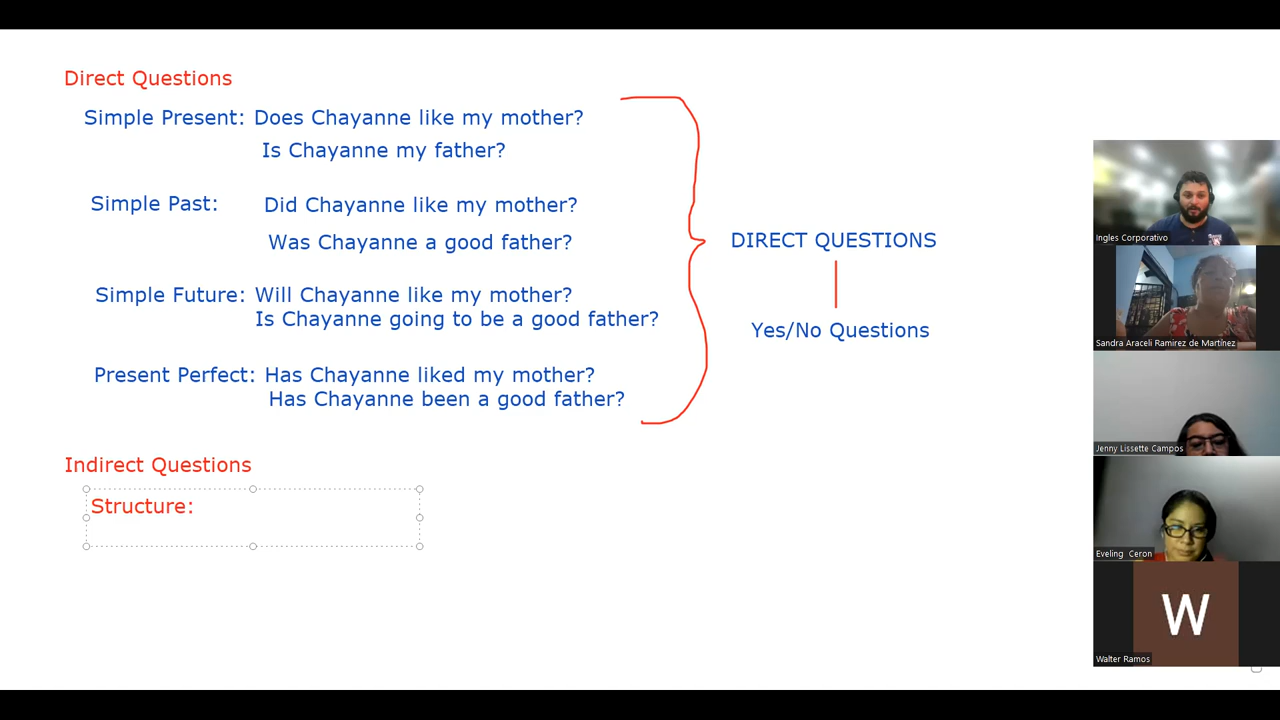 Direct Questions
Simple Present: Does Chayanne like my mother?
Is Chayanne my father?
Simple Past: Did Chayanne like my mother?
Was Chayanne a good father?
Simple Future: Will Chayanne like my mother?
Is Chayanne going to be a good father?
Present Perfect: Has Chayanne liked my mother?
Has Chayanne been a good father?
DIRECT QUESTIONS
Yes/No Questions
Indirect Questions
Structure:
Ingles Corporativo
Sandra Araceli Ramirez de Martinez
Jenny Lissette Campos
Eveling Ceron
W
Walter Ramos